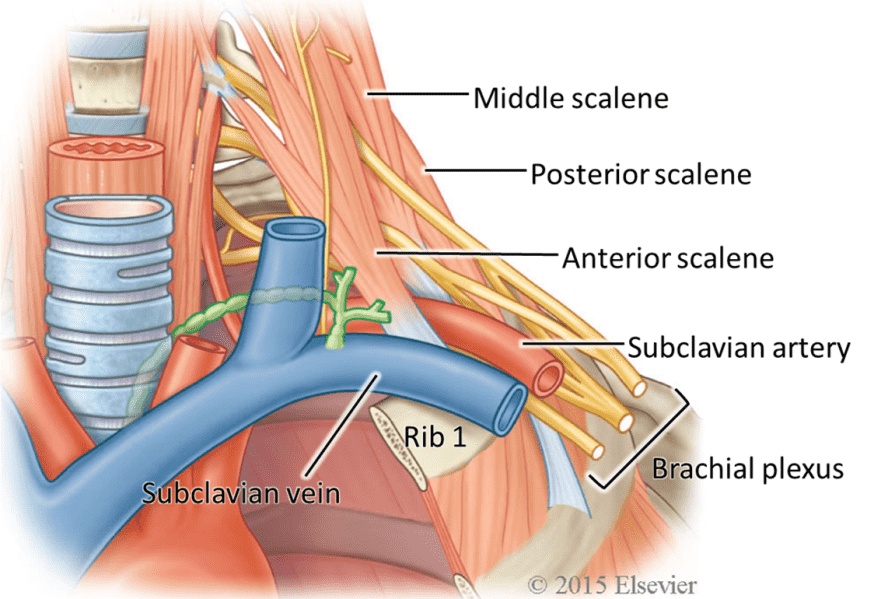 Middle scalene
Posterior scalene
Anterior scalene
Subclavian artery
Rib 1
Brachial plexus
Subclavian vein
© 2015 Elsevier